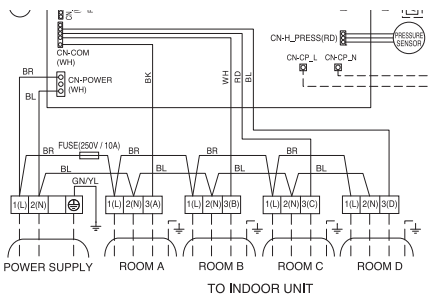 CN-COM
(WH)
CN-H_PRESS(RD)
PRESSURE
SENSOR
CN-CP_L
CN-CP_N
BR
CN-POWER
(WH)
BL
BK
WH
RD
BL
FUSE(250V / 10A)
BR
BR
BR
BR
BL
BL
BL
BL
GN/YL
1(L) 2(N)
1(L) 2(N) 3(A)
1(L) 2(N) 3(B)
1(L) 2(N) 3(C)
1(L) 2(N) 3(D)
POWER SUPPLY
ROOM A
ROOM B
ROOM C
ROOM D
TO INDOOR UNIT